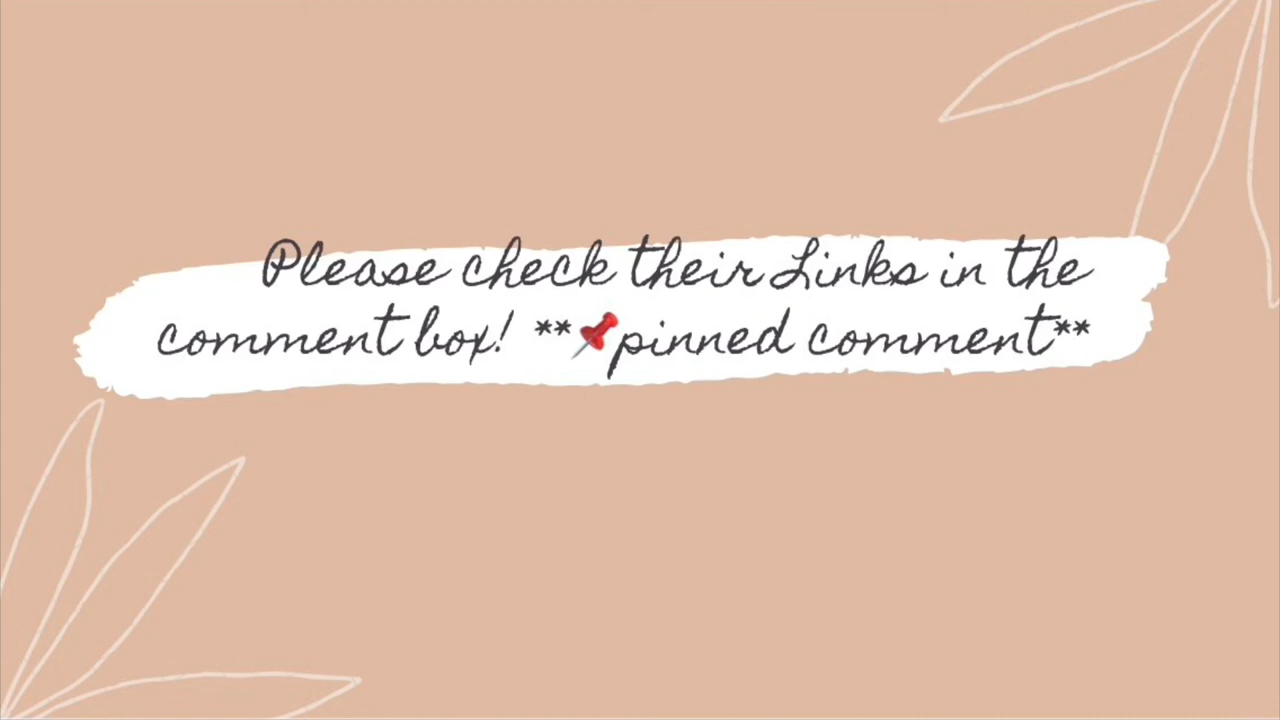 Please check their Links in the
comment box! **📌pinned comment**